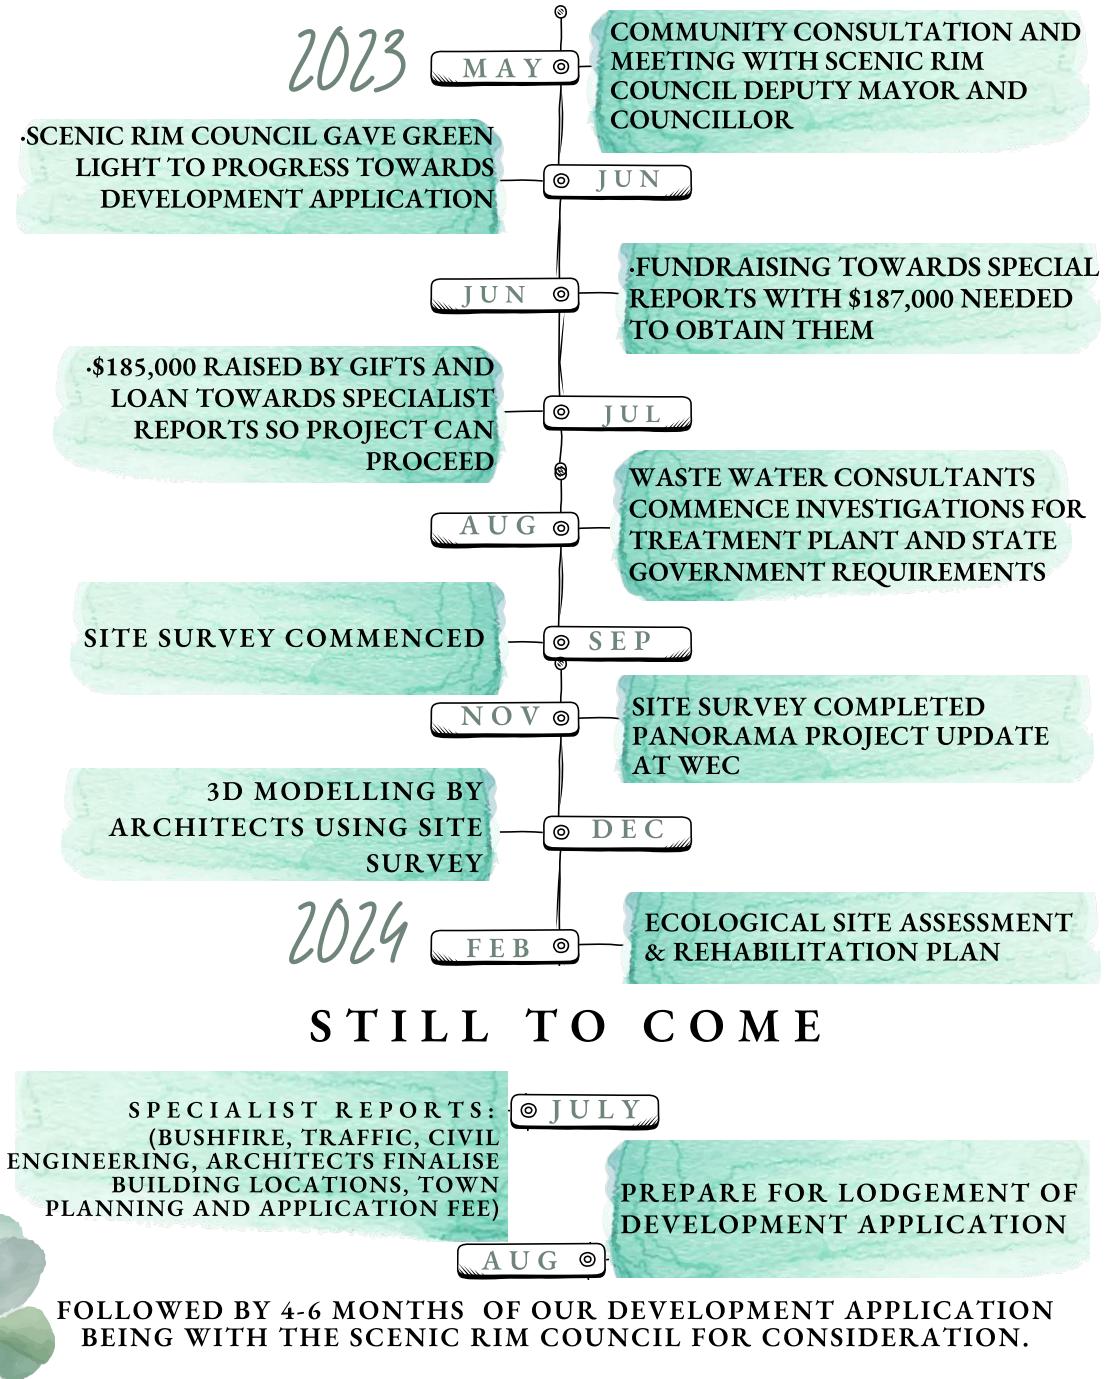 2023
MAY
COMMUNITY CONSULTATION AND
MEETING WITH SCENIC RIM
COUNCIL DEPUTY MAYOR AND
COUNCILLOR
·SCENIC RIM COUNCIL GAVE GREEN
LIGHT TO PROGRESS TOWARDS
DEVELOPMENT APPLICATION
JUN
JUN
·FUNDRAISING TOWARDS SPECIAL
REPORTS WITH $187,000 NEEDED
TO OBTAIN THEM
·$185,000 RAISED BY GIFTS AND
LOAN TOWARDS SPECIALIST
REPORTS SO PROJECT CAN
PROCEED
JUL
AUG
WASTE WATER CONSULTANTS
COMMENCE INVESTIGATIONS FOR
TREATMENT PLANT AND STATE
GOVERNMENT REQUIREMENTS
SITE SURVEY COMMENCED
SEP
NOV
SITE SURVEY COMPLETED
PANORAMA PROJECT UPDATE
AT WEC
3D MODELLING BY
ARCHITECTS USING SITE
SURVEY
DEC
2024
FEB
ECOLOGICAL SITE ASSESSMENT
& REHABILITATION PLAN
STILL TO COME
SPECIALIST REPORTS:
(BUSHFIRE, TRAFFIC, CIVIL
ENGINEERING, ARCHITECTS FINALISE
BUILDING LOCATIONS, TOWN
PLANNING AND APPLICATION FEE)
JULY
PREPARE FOR LODGEMENT OF
DEVELOPMENT APPLICATION
AUG
FOLLOWED BY 4-6 MONTHS OF OUR DEVELOPMENT APPLICATION
BEING WITH THE SCENIC RIM COUNCIL FOR CONSIDERATION.